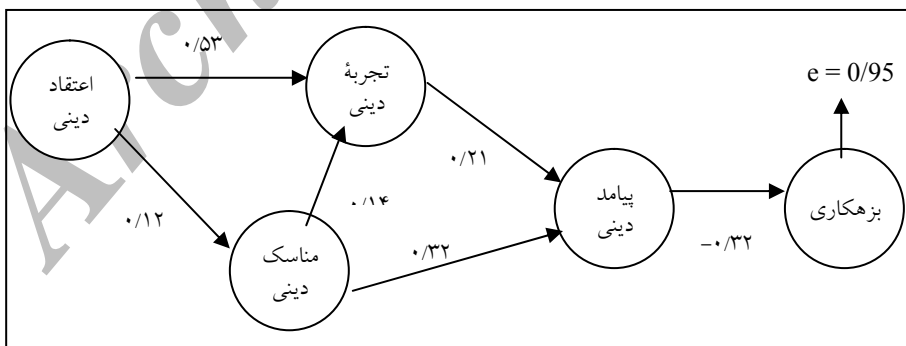 ۰/۵۳
e = 0/95
اعتقاد
دینی
تجربهٔ
دینی
۰/۲۱
۰/۱۴
۰/۱۲
پیامد
دینی
بزهکاری
–۰/۳۲
مناسک
دینی
۰/۳۲